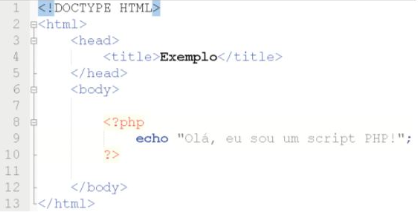 1 <!DOCTYPE HTML>
2 <html>
3 <head>
4 <title>Exemplo</title>
5 </head>
6 <body>
7
8 <?php
9 echo "Olá, eu sou um script PHP!";
10 ?>
11
12 </body>
13 </html>